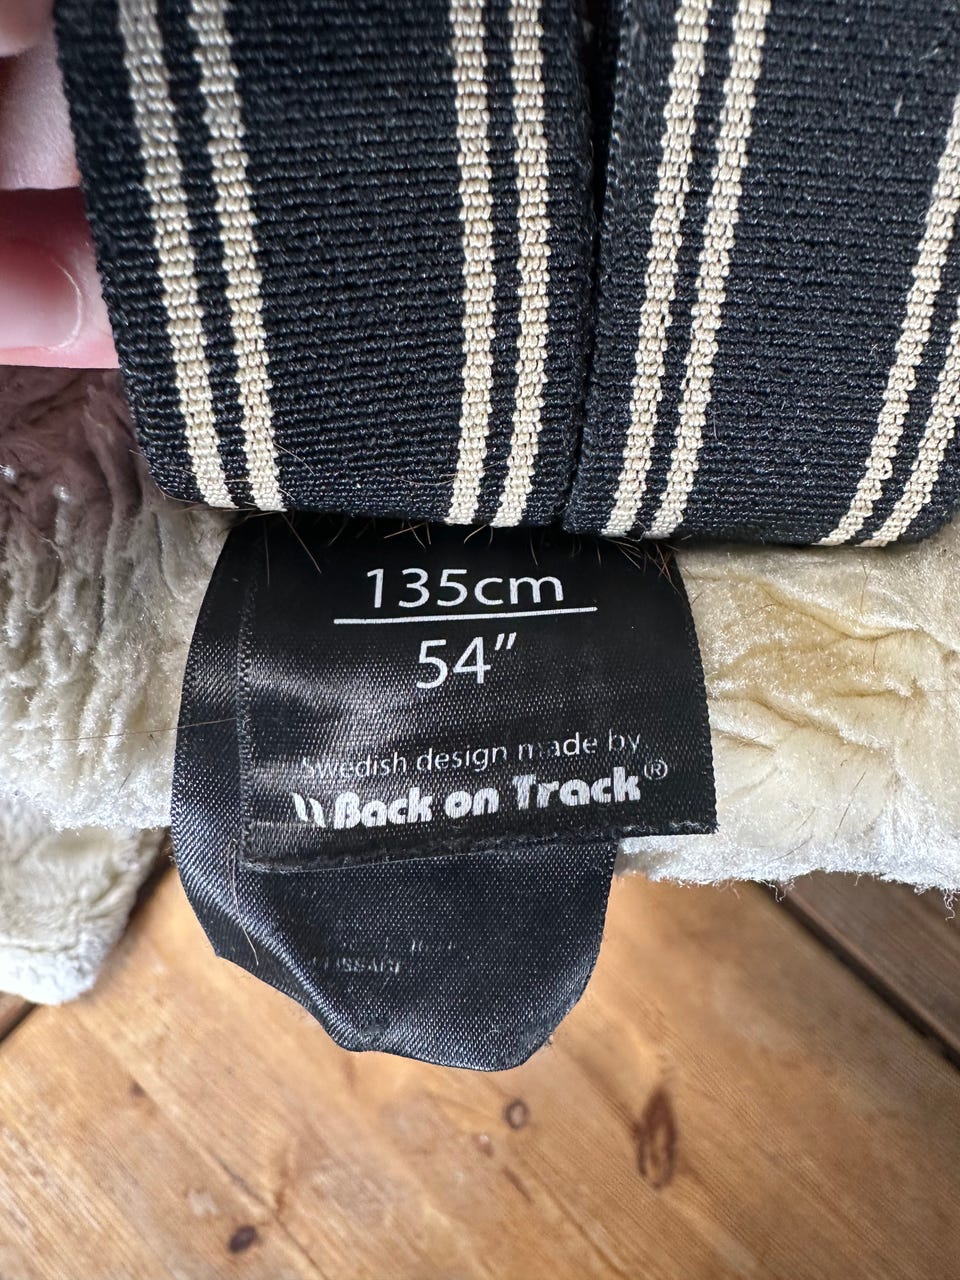 135cm
54”
Swedish design made by
Back on Track®